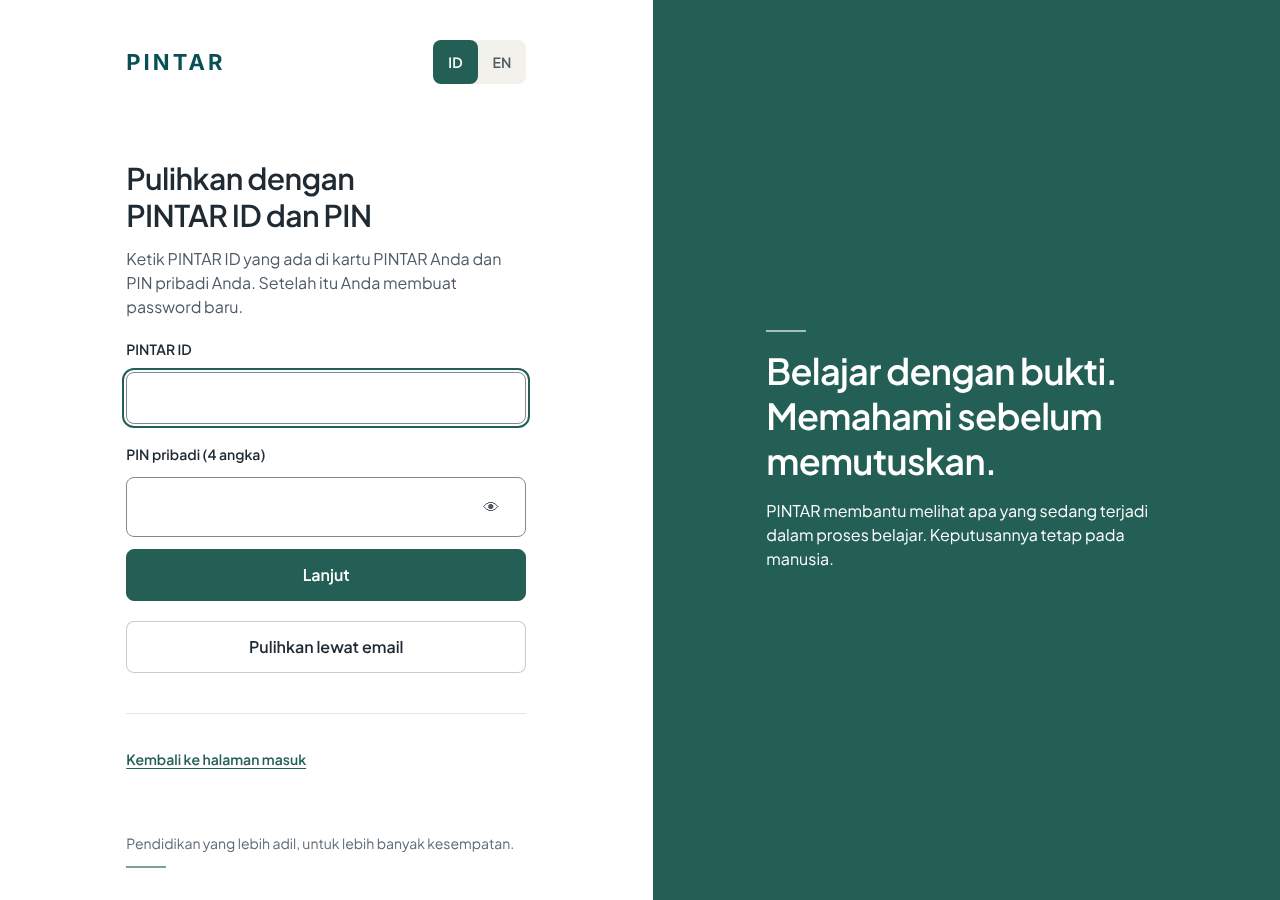 PINTAR
ID EN
Pulihkan dengan
PINTAR ID dan PIN
Ketik PINTAR ID yang ada di kartu PINTAR Anda dan
PIN pribadi Anda. Setelah itu Anda membuat
password baru.
PINTAR ID
PIN pribadi (4 angka)
Lanjut
Pulihkan lewat email
Kembali ke halaman masuk
Pendidikan yang lebih adil, untuk lebih banyak kesempatan.
Belajar dengan bukti.
Memahami sebelum
memutuskan.
PINTAR membantu melihat apa yang sedang terjadi
dalam proses belajar. Keputusannya tetap pada
manusia.